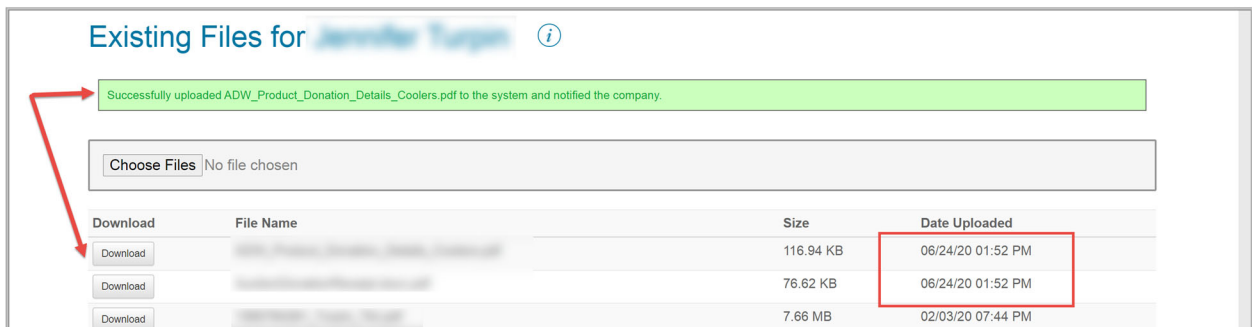 Existing Files for
Successfully uploaded ADW_Product_Donation_Details_Coolers.pdf to the system and notified the company.
Choose Files No file chosen
Download File Name Size Date Uploaded
Download 116.94 KB 06/24/20 01:52 PM
Download 76.62 KB 06/24/20 01:52 PM
Download 7.66 MB 02/03/20 07:44 PM